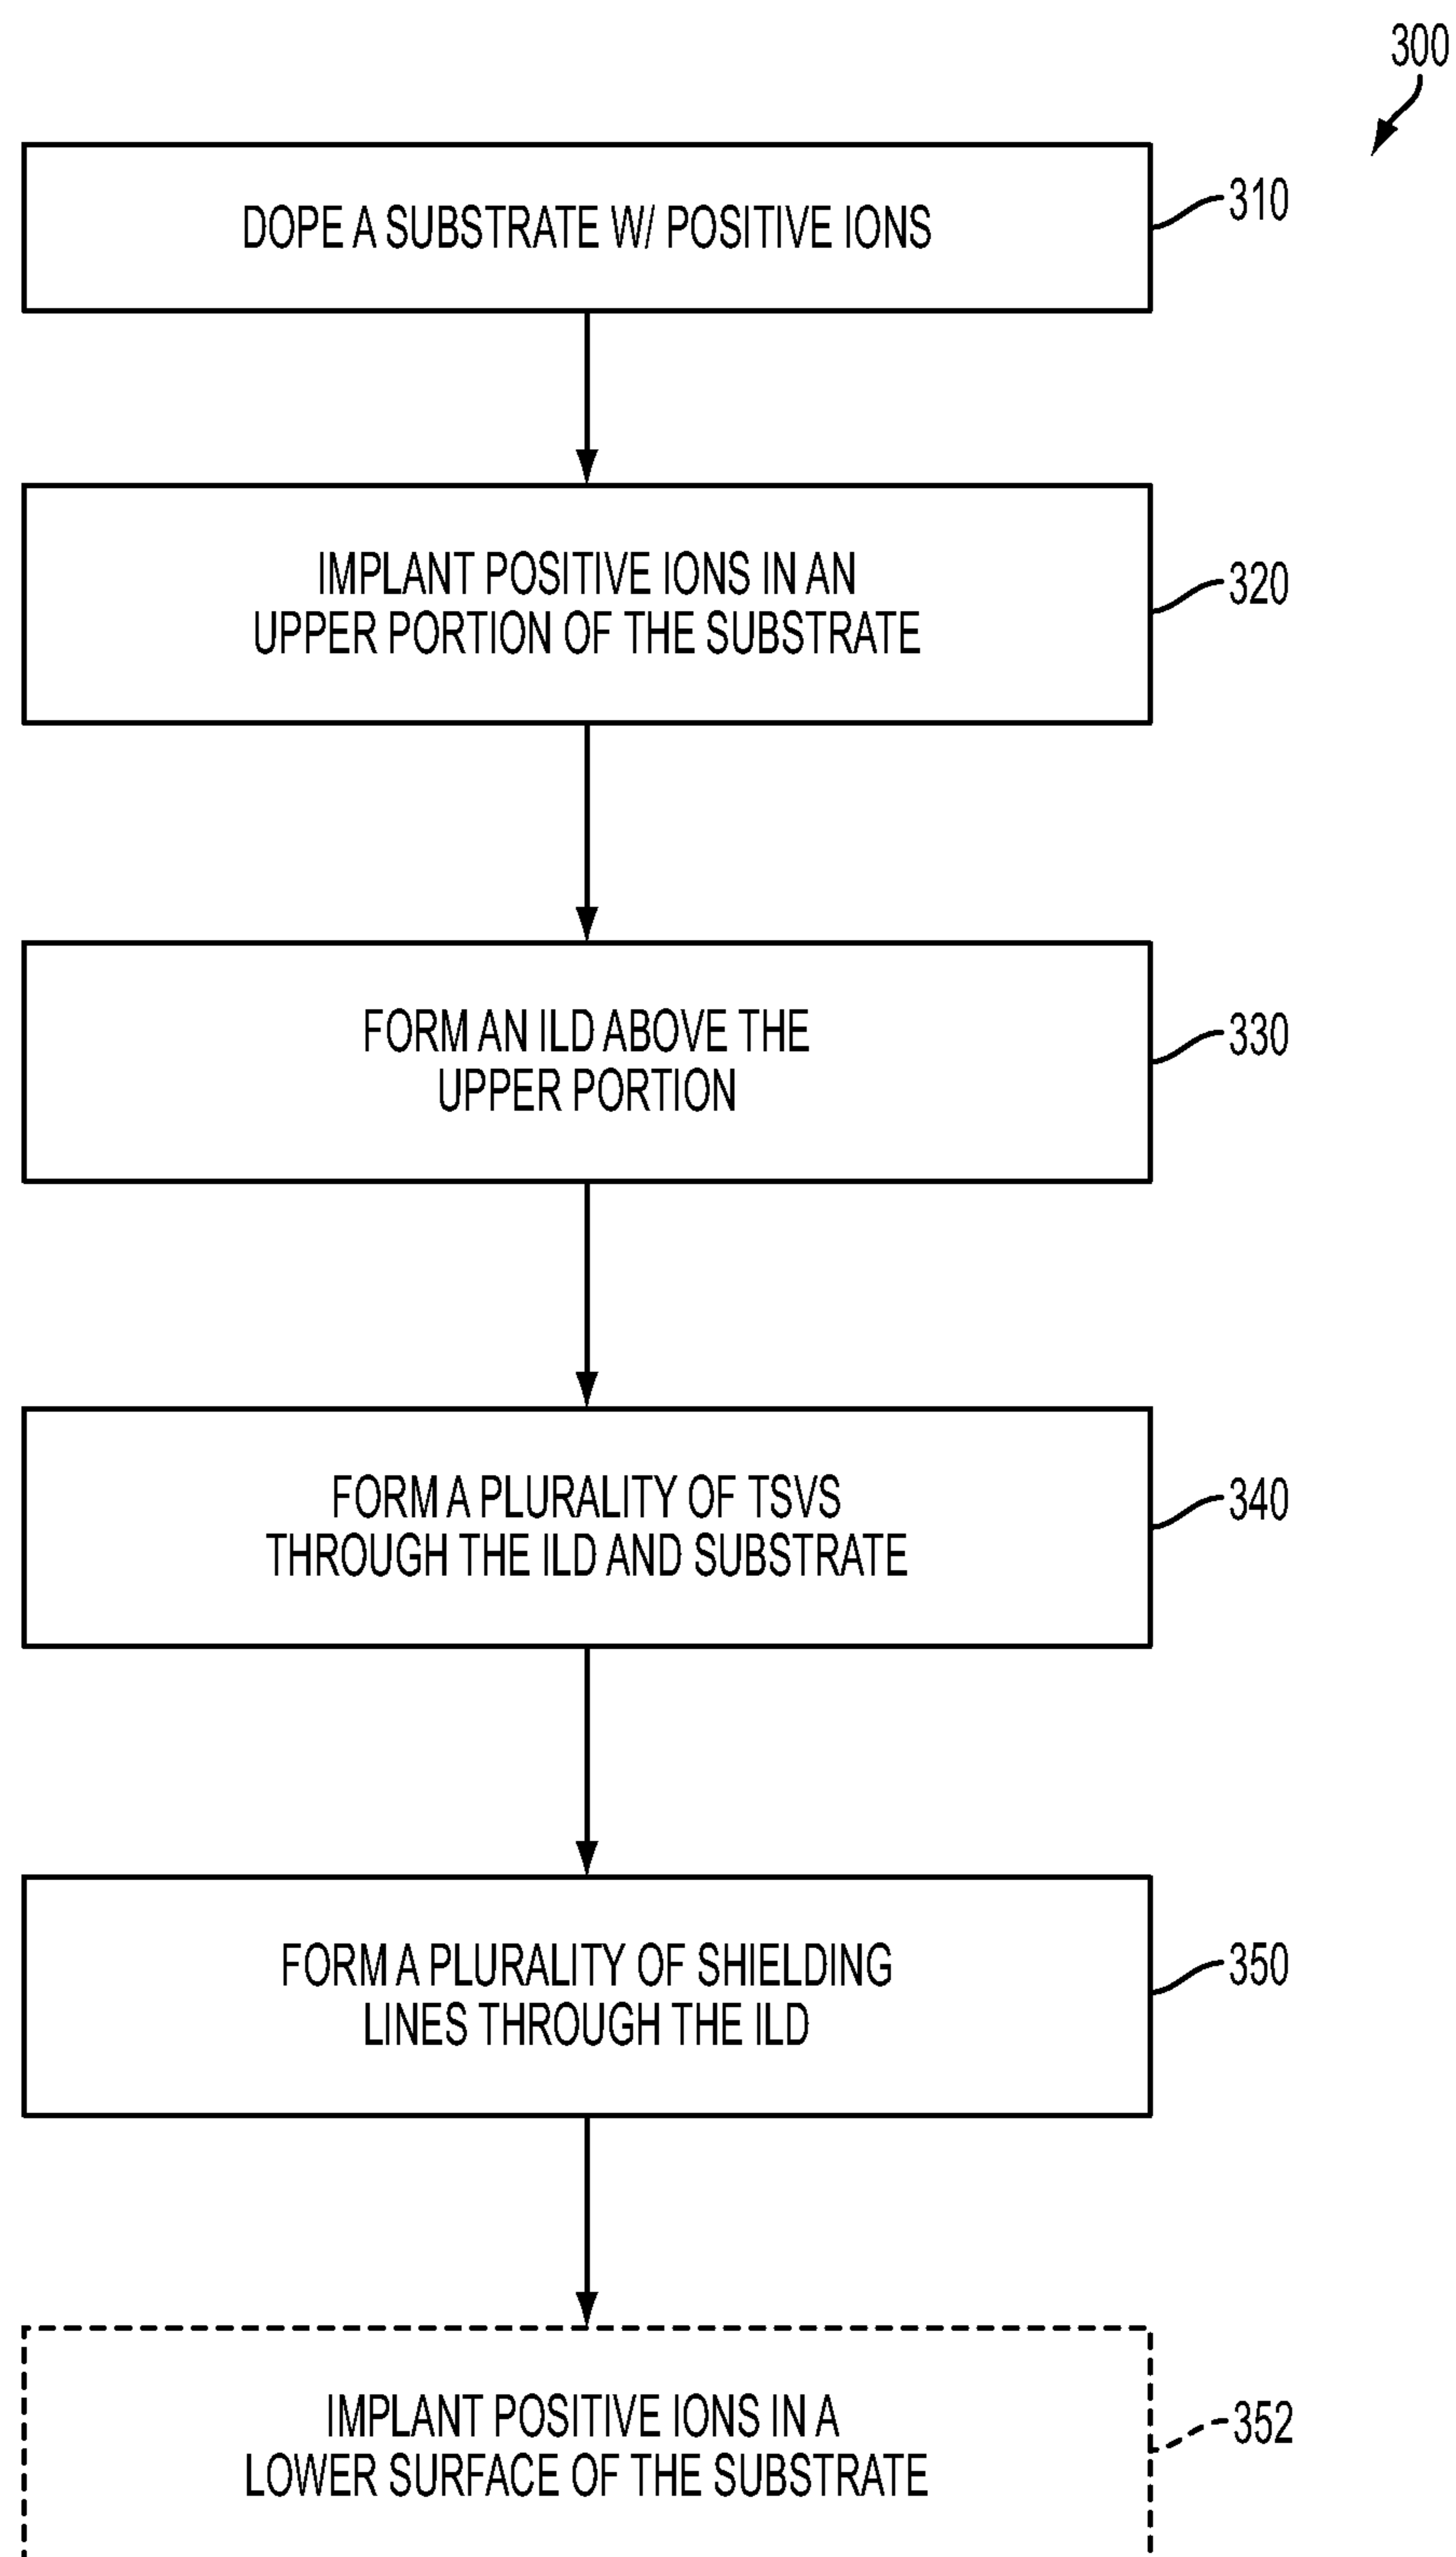 300
DOPE A SUBSTRATE W/ POSITIVE IONS
310
IMPLANT POSITIVE IONS IN AN
UPPER PORTION OF THE SUBSTRATE
320
FORM AN ILD ABOVE THE
UPPER PORTION
330
FORM A PLURALITY OF TSVS
THROUGH THE ILD AND SUBSTRATE
340
FORM A PLURALITY OF SHIELDING
LINES THROUGH THE ILD
350
IMPLANT POSITIVE IONS IN A
LOWER SURFACE OF THE SUBSTRATE
352